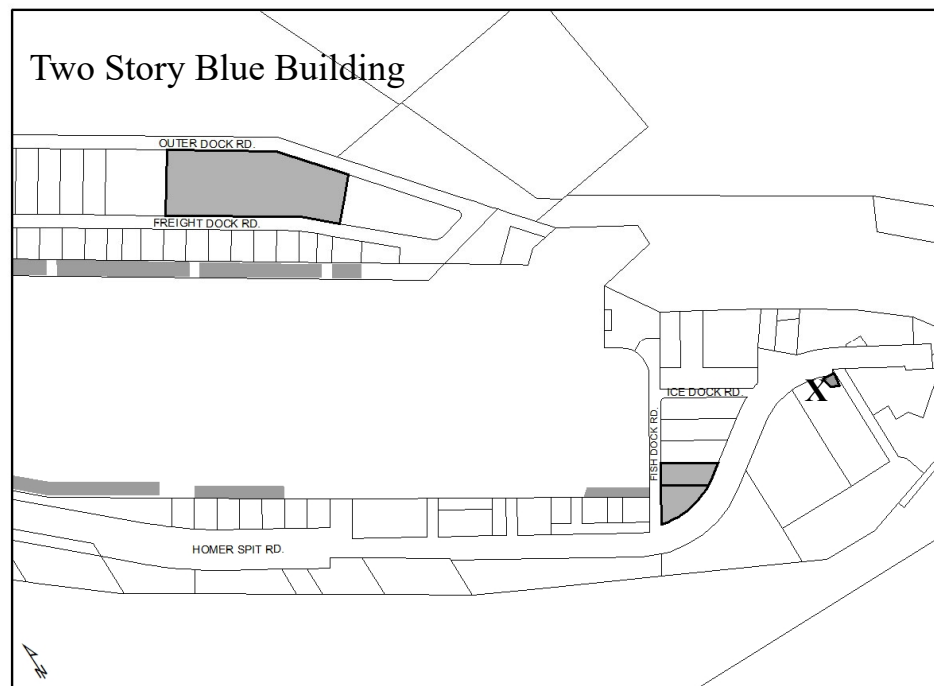 Two Story Blue Building
OUTER DOCK RD.
FREIGHT DOCK RD.
ICE DOCK RD.
X
FISH DOCK RD.
HOMER SPIT RD.
N